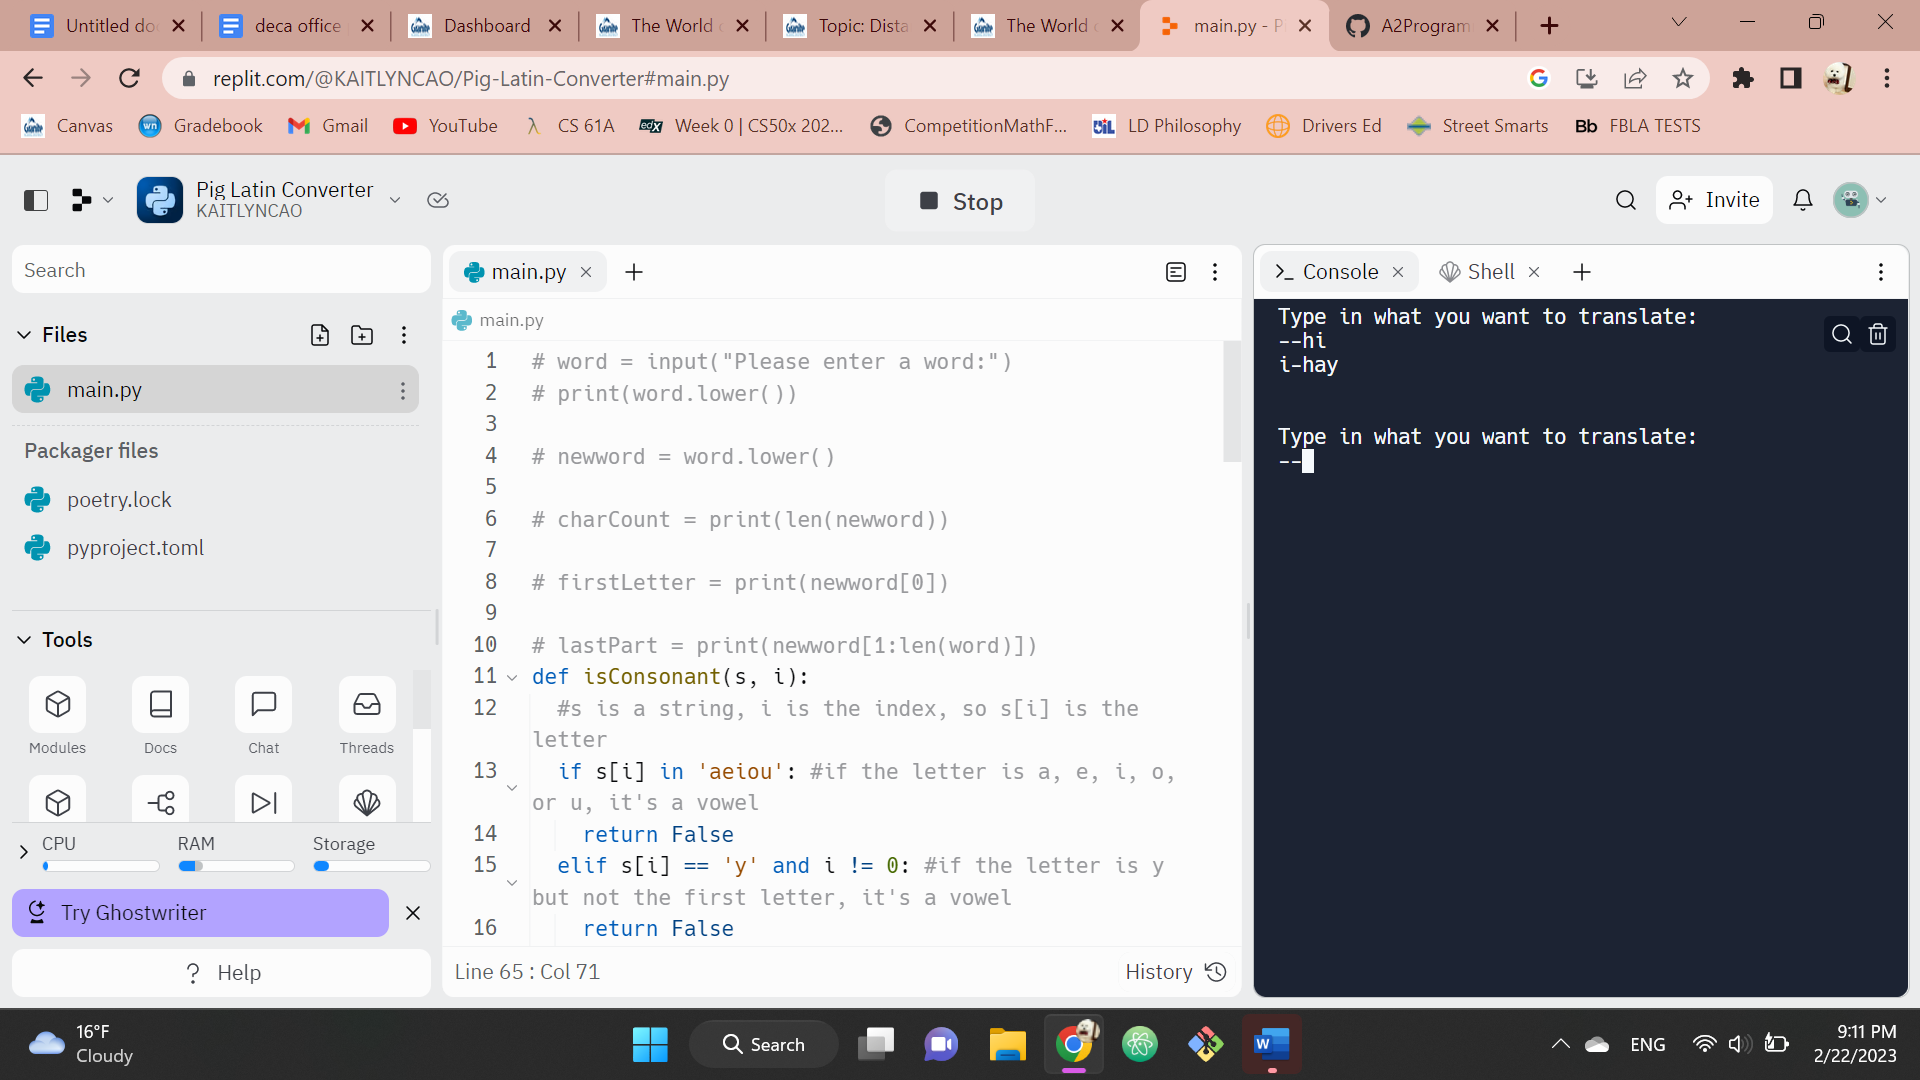 Untitled do
deca office
Dashboard
The World
Topic: Dista
The World
main.py - P
A2Program
replit.com/@KAITLYNCAO/Pig-Latin-Converter#main.py
Canvas
Gradebook
Gmail
YouTube
CS 61A
Week 0 | CS50x 202...
CompetitionMathF...
LD Philosophy
Drivers Ed
Street Smarts
Bb FBLA TESTS
Pig Latin Converter
KAITLYNCAO
Stop
Invite
Search
Files
main.py
Packager files
poetry.lock
pyproject.toml
Tools
Modules
Docs
Chat
Threads
CPU
RAM
Storage
Try Ghostwriter
? Help
main.py
main.py
1 # word = input("Please enter a word:")
2 # print(word.lower())
3
4 # newword = word.lower()
5
6 # charCount = print(len(newword))
7
8 # firstLetter = print(newword[0])
9
10 # lastPart = print(newword[1:len(word)])
11 def isConsonant(s, i):
12 #s is a string, i is the index, so s[i] is the
letter
13 if s[i] in 'aeiou': #if the letter is a, e, i, o,
or u, it's a vowel
14 return False
15 elif s[i] == 'y' and i != 0: #if the letter is y
but not the first letter, it's a vowel
16 return False
Line 65 : Col 71
History
Console
Shell
Type in what you want to translate:
--hi
i-hay
Type in what you want to translate:
--
16°F
Cloudy
Search
ENG
9:11 PM
2/22/2023